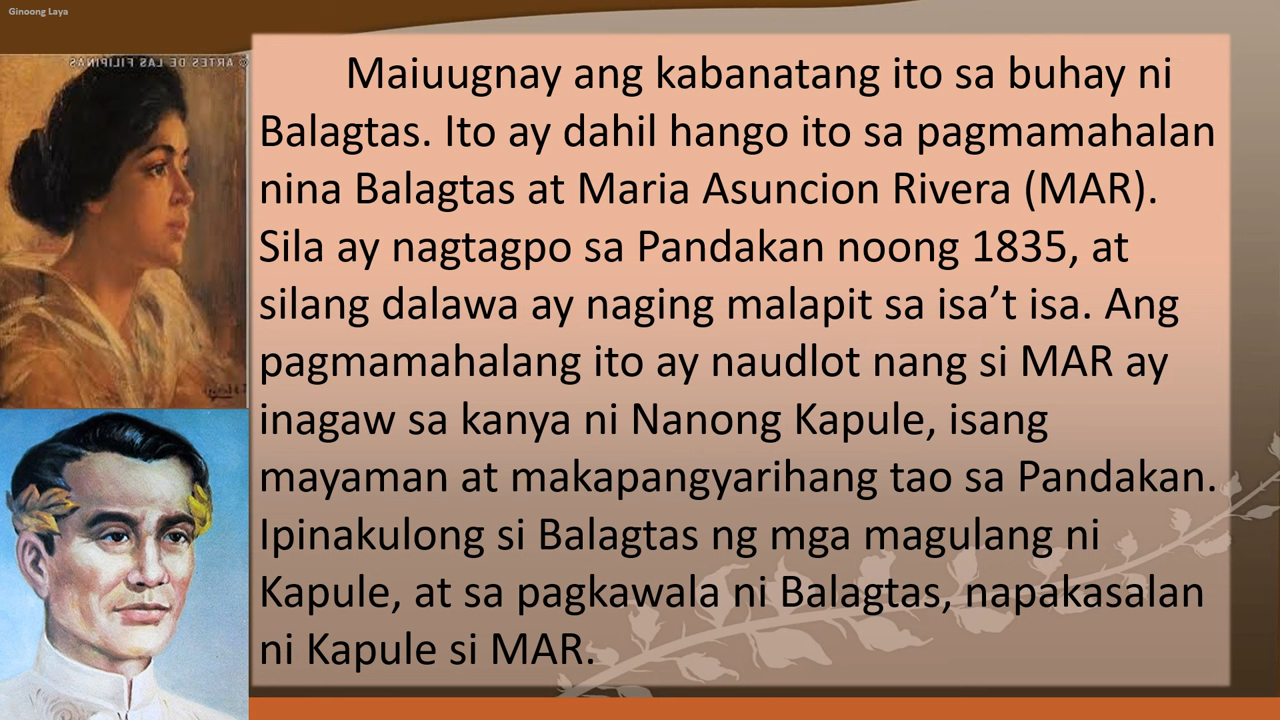 Ginoong Laya
© ARTES DE LAS FILIPINAS
Maiuugnay ang kabanatang ito sa buhay ni
Balagtas. Ito ay dahil hango ito sa pagmamahalan
nina Balagtas at Maria Asuncion Rivera (MAR).
Sila ay nagtagpo sa Pandakan noong 1835, at
silang dalawa ay naging malapit sa isa’t isa. Ang
pagmamahalang ito ay naudlot nang si MAR ay
inagaw sa kanya ni Nanong Kapule, isang
mayaman at makapangyarihang tao sa Pandakan.
Ipinakulong si Balagtas ng mga magulang ni
Kapule, at sa pagkawala ni Balagtas, napakasalan
ni Kapule si MAR.